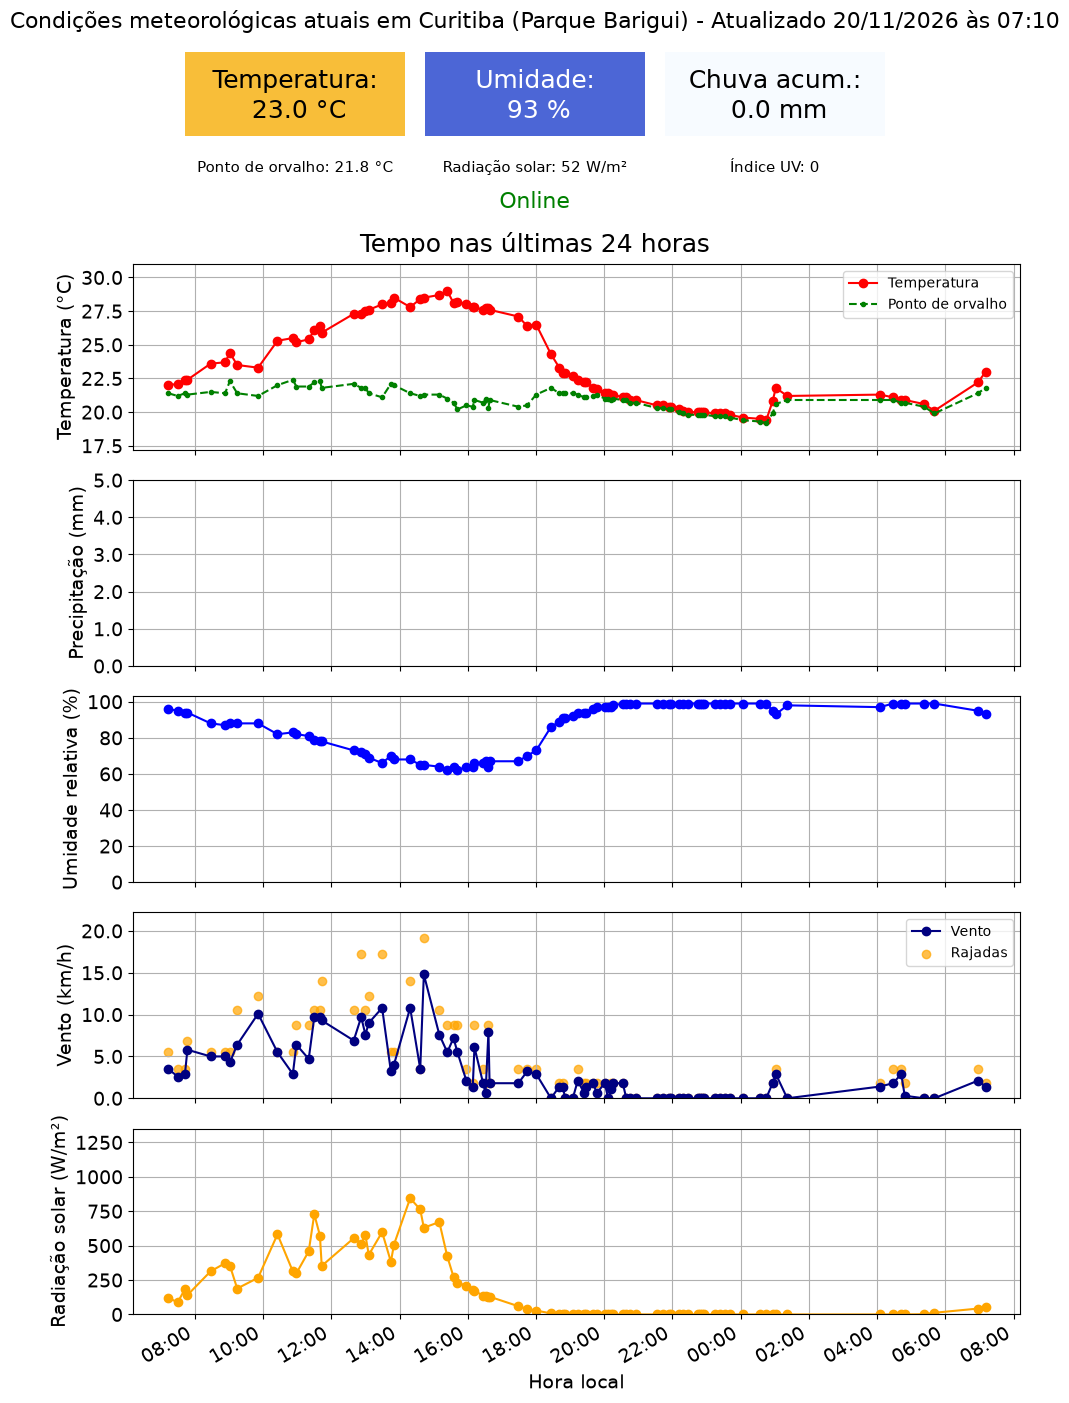 Condições meteorológicas atuais em Curitiba (Parque Barigui) - Atualizado 20/11/2026 às 07:10
Temperatura:
23.0 °C
Umidade:
93 %
Chuva acum.:
0.0 mm
Ponto de orvalho: 21.8 °C
Radiação solar: 52 W/m²
Índice UV: 0
Online
Tempo nas últimas 24 horas
Temperatura (°C)
30.0
27.5
25.0
22.5
20.0
17.5
Temperatura
Ponto de orvalho
Precipitação (mm)
5.0
4.0
3.0
2.0
1.0
0.0
Umidade relativa (%)
100
80
60
40
20
0
Vento (km/h)
20.0
15.0
10.0
5.0
0.0
Vento
Rajadas
Radiação solar (W/m²)
1250
1000
750
500
250
0
08:00
10:00
12:00
14:00
16:00
18:00
20:00
22:00
00:00
02:00
04:00
06:00
08:00
Hora local